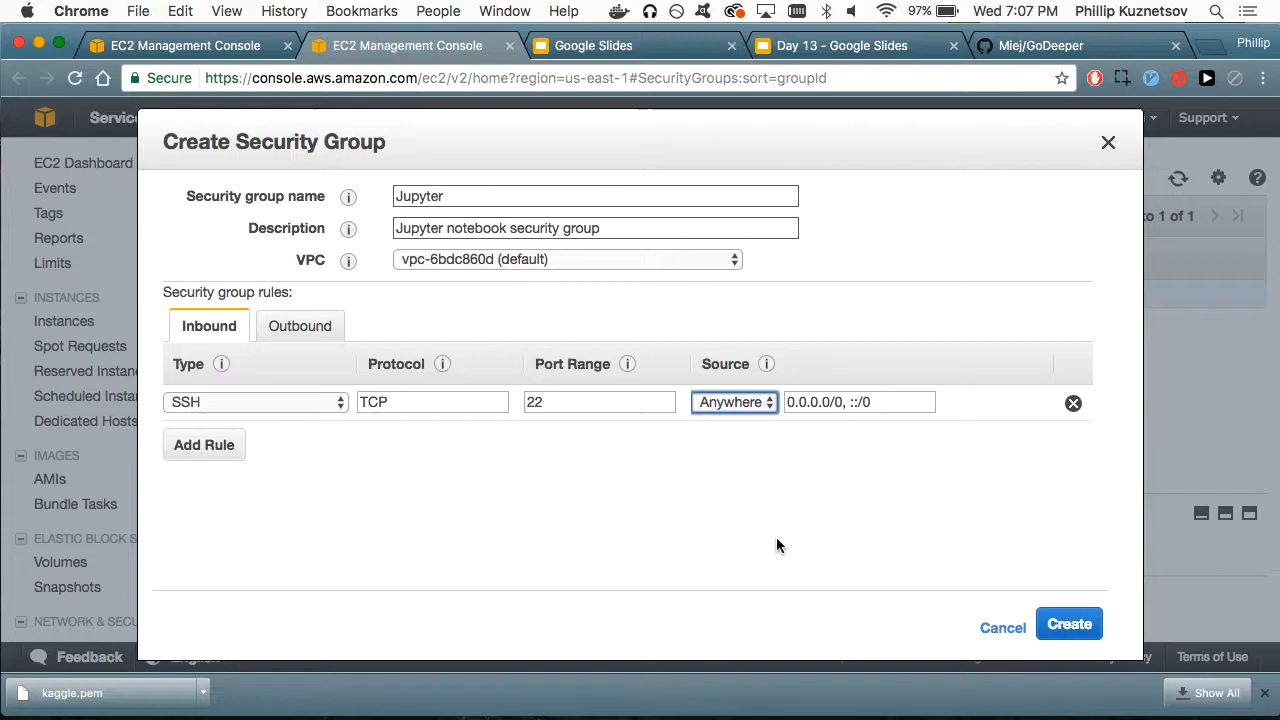 Chrome File Edit View History Bookmarks People Window Help 97% Wed 7:07 PM Phillip Kuznetsov
EC2 Management Console EC2 Management Console Google Slides Day 13 - Google Slides Miej/GoDeeper Phillip
Secure https://console.aws.amazon.com/ec2/v2/home?region=us-east-1#SecurityGroups:sort=groupId
Support
Create Security Group
EC2 Dashboard
Events
Tags
Reports
Limits
INSTANCES
Instances
Spot Requests
Reserved Instan
Scheduled Instan
Dedicated Hosts
IMAGES
AMIs
Bundle Tasks
ELASTIC BLOCK S
Volumes
Snapshots
NETWORK & SECU
to 1 of 1
Security group name i Jupyter
Description i Jupyter notebook security group
VPC i vpc-6bdc860d (default)
Security group rules:
Inbound Outbound
Type i Protocol i Port Range i Source i
SSH TCP 22 Anywhere 0.0.0.0/0, ::/0
Add Rule
Cancel Create
Feedback Terms of Use
kaggle.pem Show All